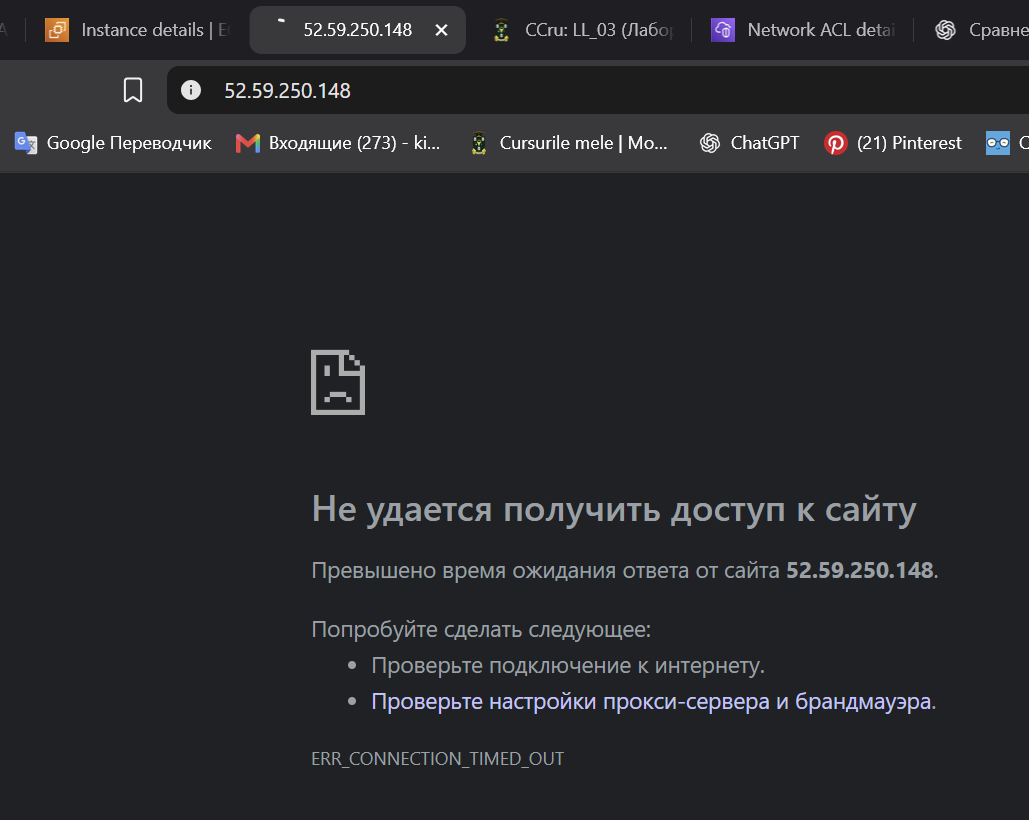 Instance details | E
52.59.250.148
CCru: LL_03 (Лабор
Network ACL detai
Сравне
52.59.250.148
Google Переводчик
Входящие (273) - ki...
Cursurile mele | Mo...
ChatGPT
(21) Pinterest
Не удается получить доступ к сайту
Превышено время ожидания ответа от сайта 52.59.250.148.
Попробуйте сделать следующее:
Проверьте подключение к интернету.
Проверьте настройки прокси-сервера и брандмауэра.
ERR_CONNECTION_TIMED_OUT